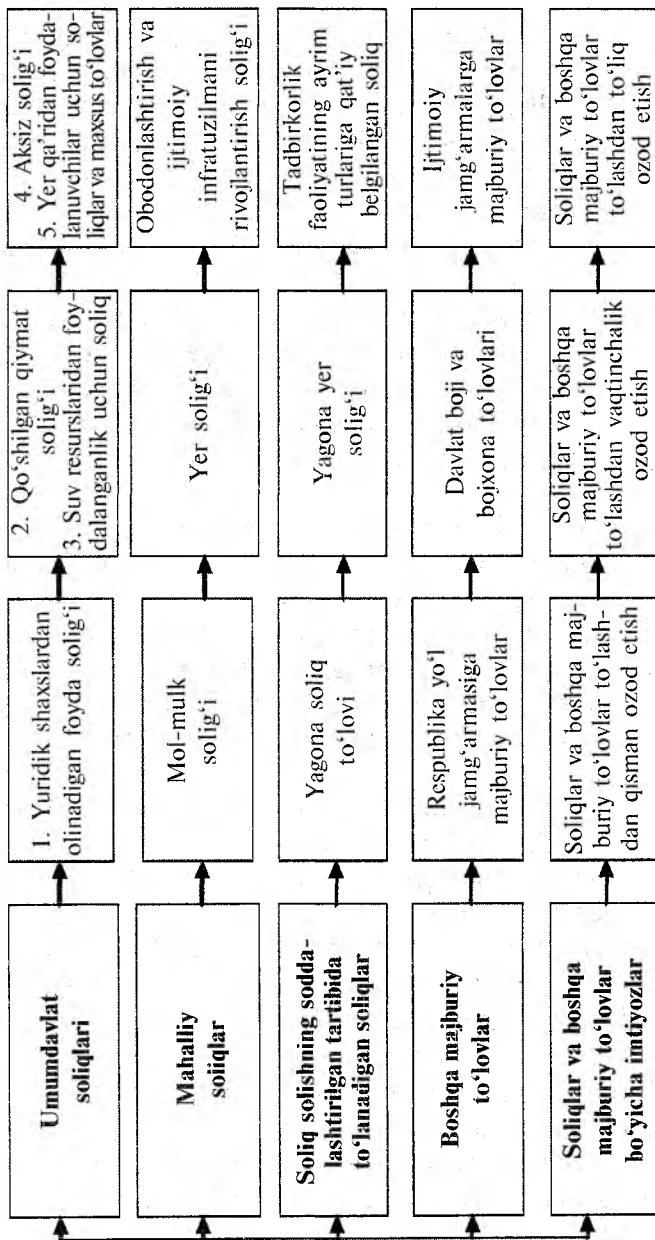 Umumdavlat
soliqlari
1. Yuridik shaxslardan
olinadigan foyda solig‘i
2. Qo‘shilgan qiymat
solig‘i
3. Suv resurslaridan foy-
dalanganlik uchun soliq
4. Aksiz solig‘i
5. Yer qa’ridan foyda-
lanuvchilar uchun so-
liqlar va maxsus to‘lovlar
Mahalliy
soiiqlar
Mol-mulk
solig‘i
Yer solig‘i
Obodonlashtirish va
ijtimoiy
infratuzilmani
rivojlantirish solig‘i
Soliq solishning sodda-
lashtirilgan tartibida
to‘lanadigan soliqlar
Yagona soliq
to‘lovi
Yagona yer
solig‘i
Tadbirkorlik
faoliyatining ayrim
turlariga qat’iy
belgilangan soliq
Boshqa majburiy
to‘lovlar
Respublika yo‘l
jamg‘armasiga
majburiy to‘lovlar
Davlat boji va
bojxona to‘lovlari
Ijtimoiy
jamg‘armalarga
majburiy to‘lovlar
Soliqlar va boshqa
majburiy to‘lovlar
bo‘yicha imtiyozlar
Soliqlar va boshqa maj-
buriy to‘lovlar to‘lash-
dan qisman ozod etish
Soliqlar va boshqa
majburiy to‘lovlar
to‘lashdan vaqtinchalik
ozod etish
Soliqlar va boshqa
majburiy to‘lovlar
to‘lashdan to‘liq
ozod etish